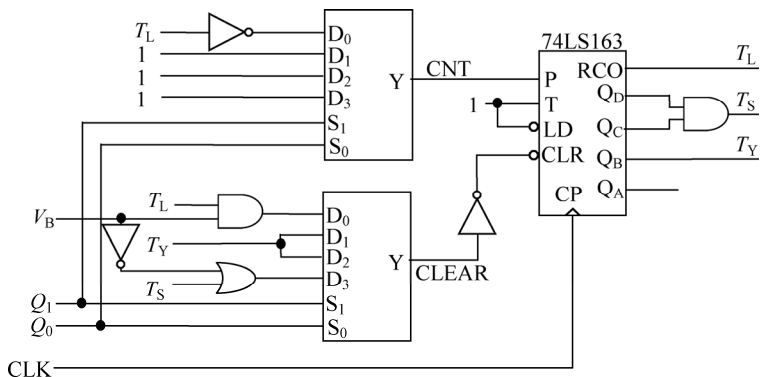 T_L
1
1
1
D_0
D_1
D_2
D_3
S_1
S_0
Y
CNT
74LS163
P
T
1
LD
CLR
CP
RCO
Q_D
Q_C
Q_B
Q_A
T_L
T_S
T_Y
V_B
T_L
T_Y
T_S
D_0
D_1
D_2
D_3
S_1
S_0
Y
CLEAR
Q_1
Q_0
CLK